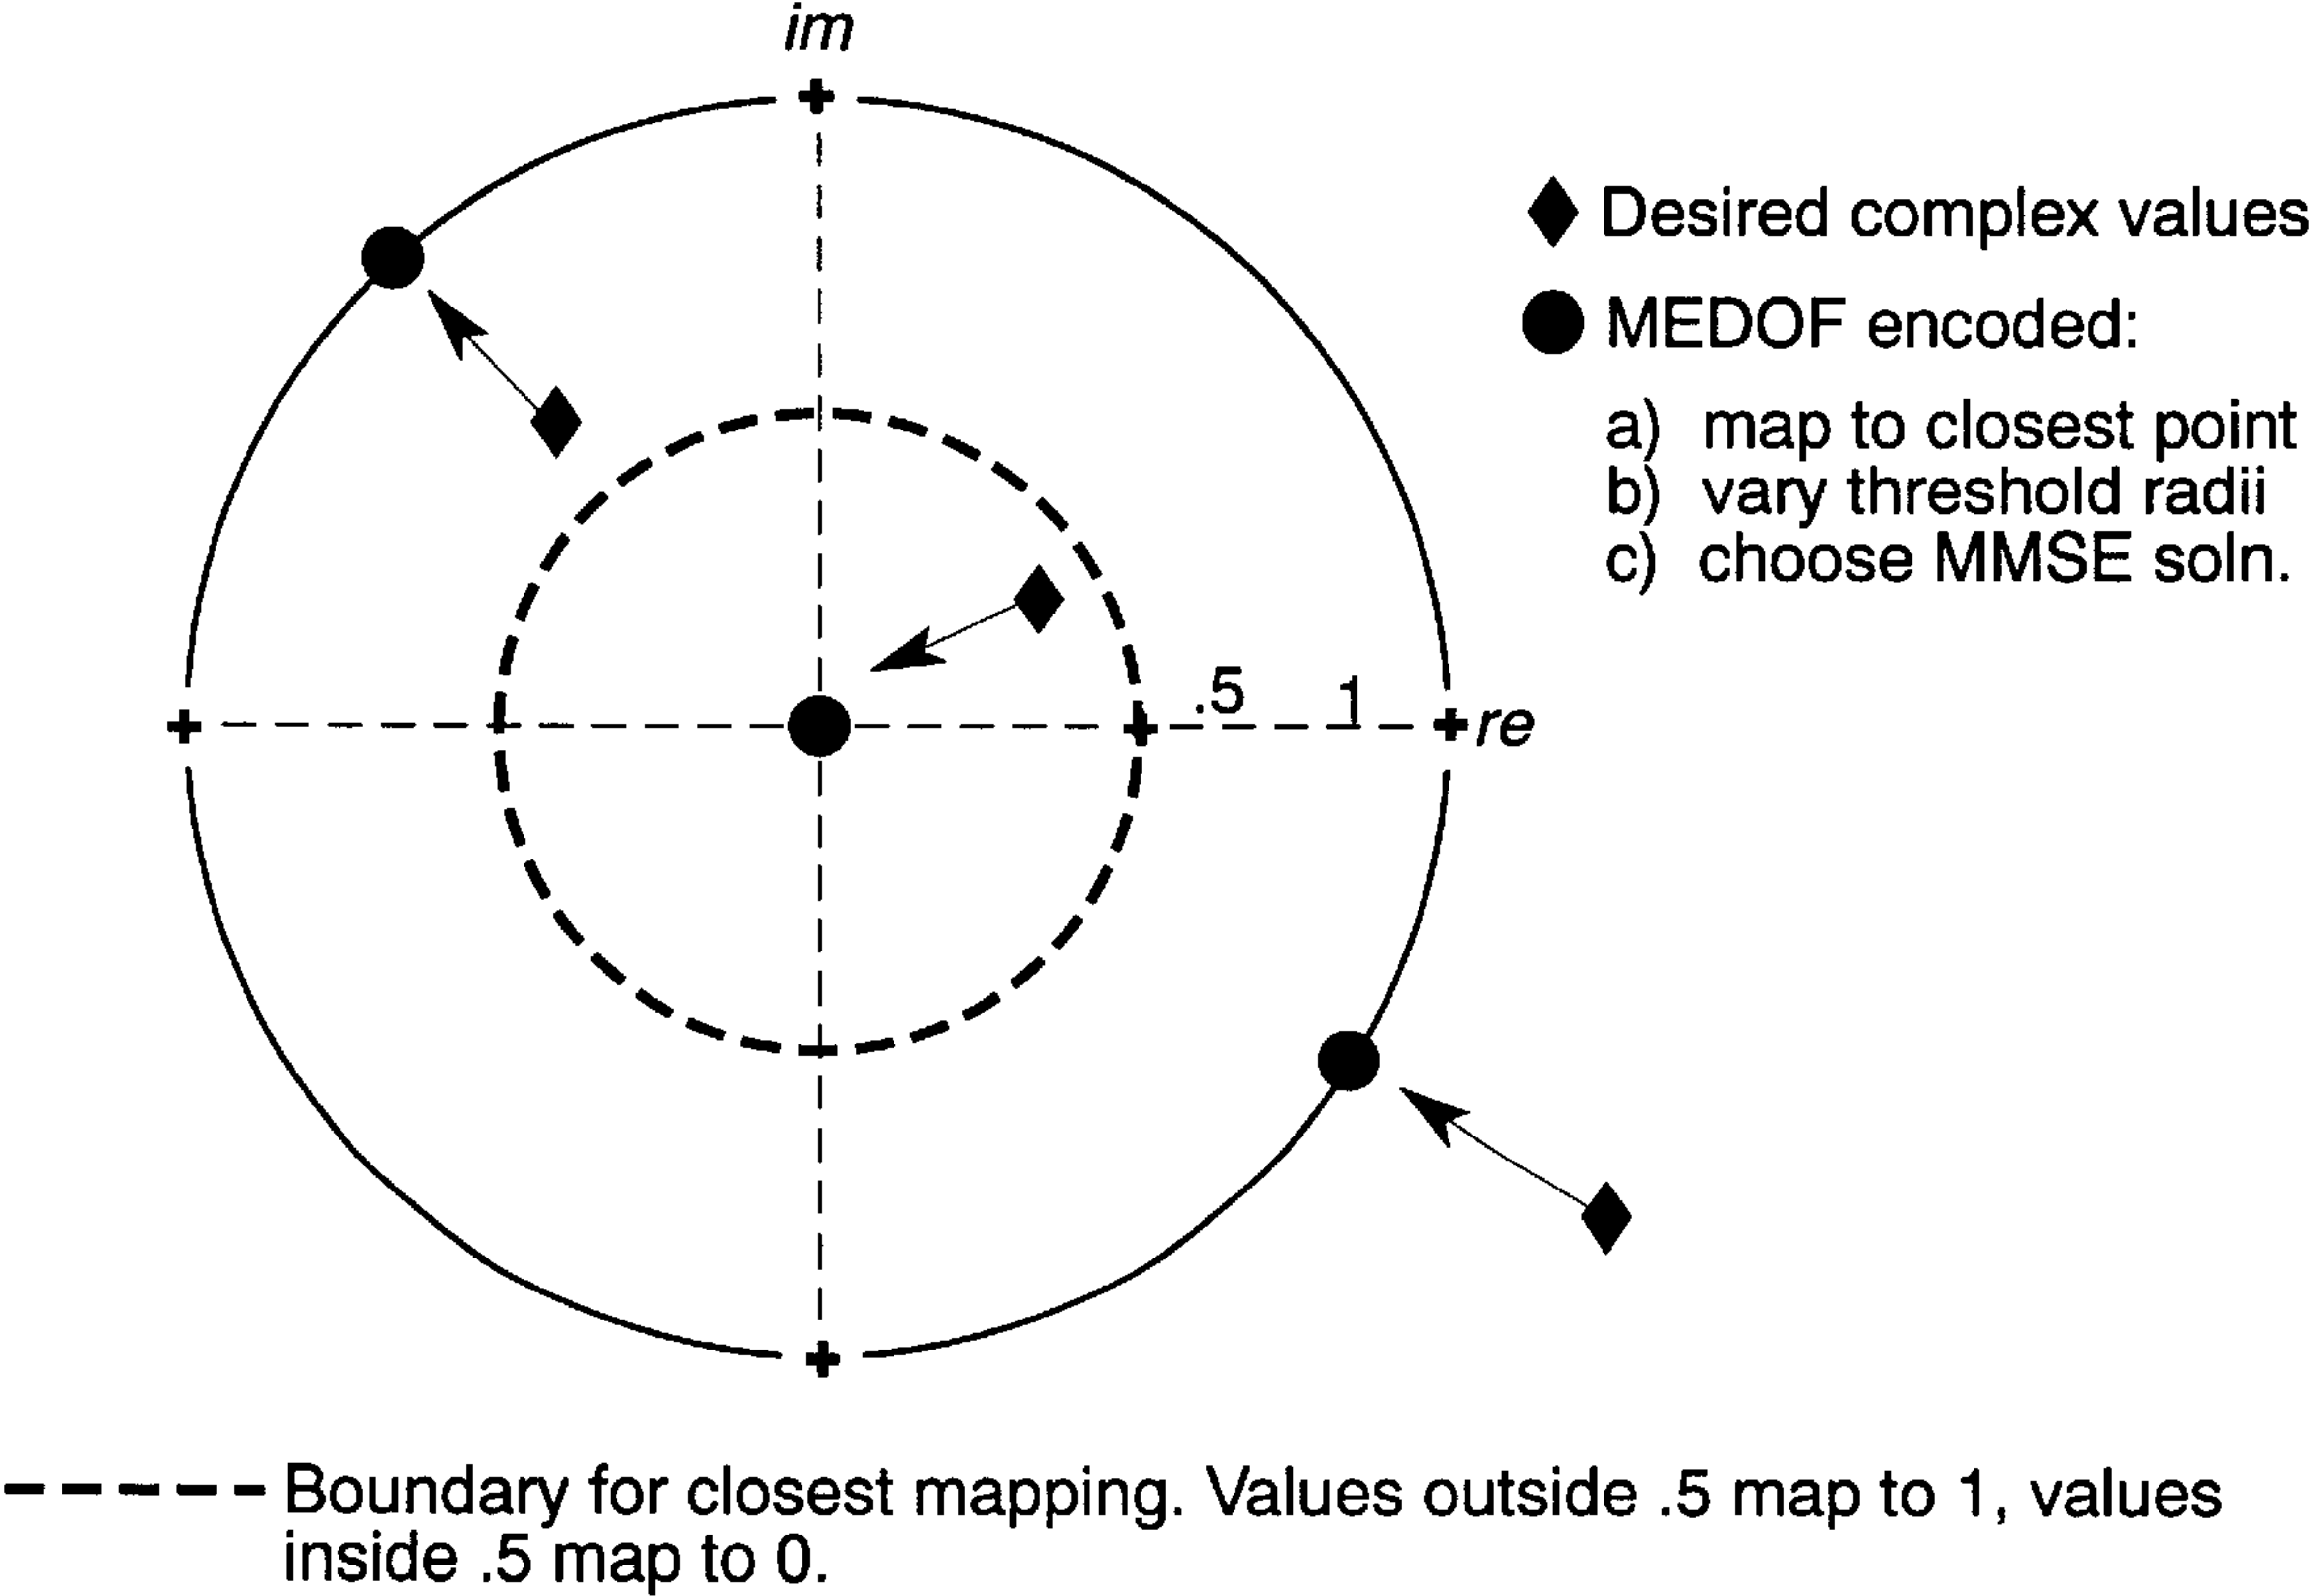 im
Desired complex values
MEDOF encoded:
a) map to closest point
b) vary threshold radii
c) choose MMSE soln.
.5 1
re
Boundary for closest mapping. Values outside .5 map to 1, values
inside .5 map to 0.